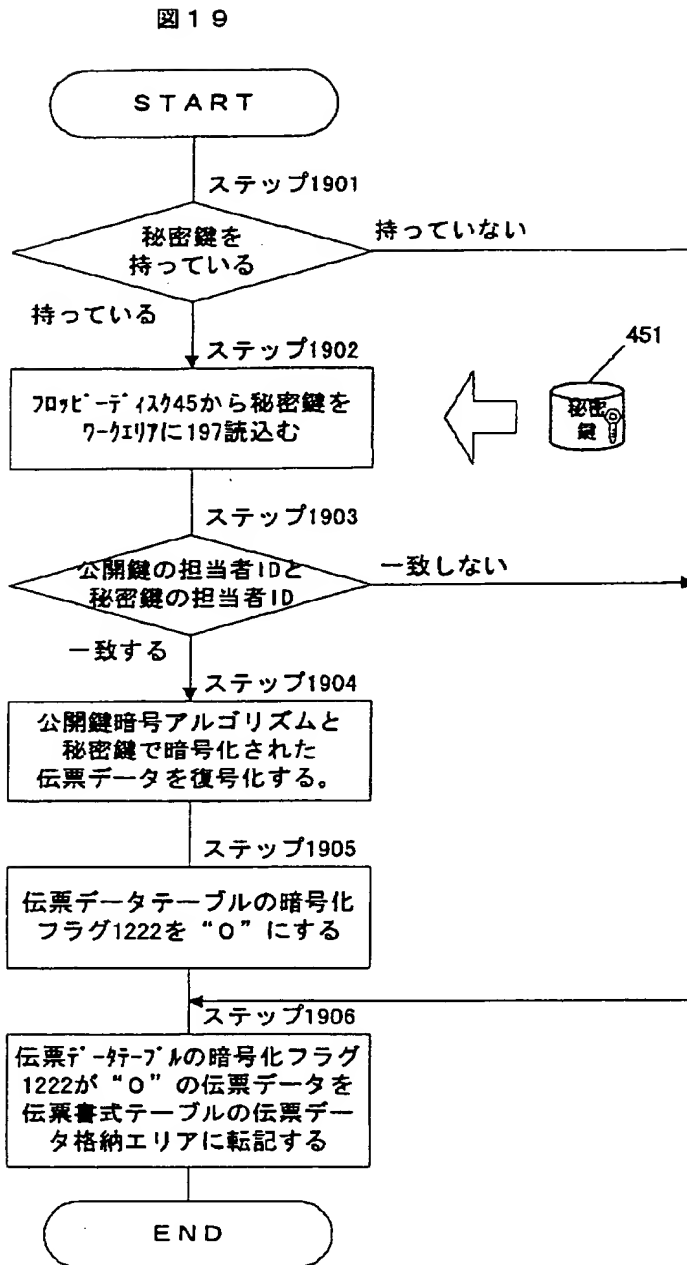 図19
START
ステップ1901
秘密鍵を
持っている
持っていない
持っている
ステップ1902
451
フロッピーディスク45から秘密鍵を
ワークエリアに197読込む
秘密
鍵
ステップ1903
公開鍵の担当者IDと
秘密鍵の担当者ID
一致しない
一致する
ステップ1904
公開鍵暗号アルゴリズムと
秘密鍵で暗号化された
伝票データを復号化する。
ステップ1905
伝票データテーブルの暗号化
フラグ1222を“0”にする
ステップ1906
伝票データテーブルの暗号化フラグ
1222が“0”の伝票データを
伝票書式テーブルの伝票デー
タ格納エリアに転記する
END